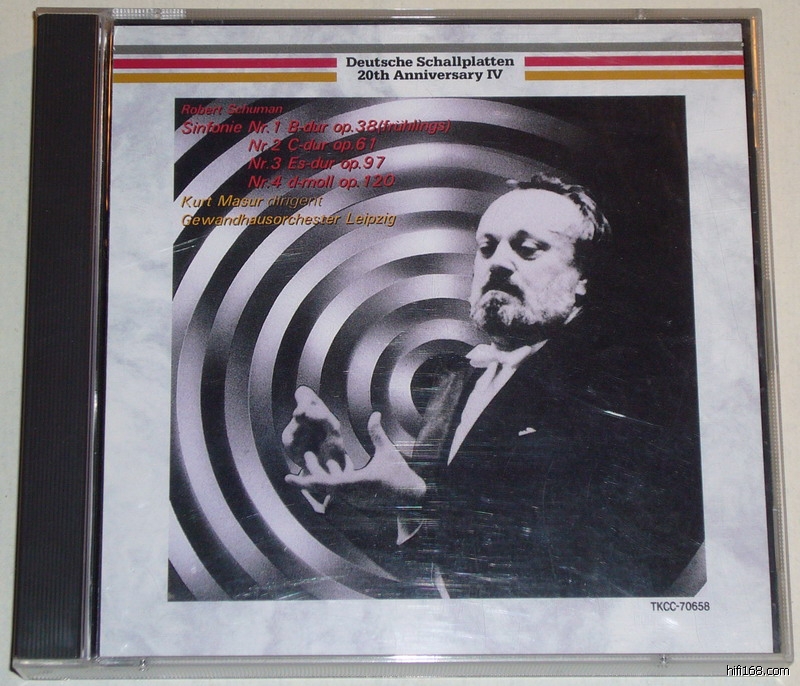 Deutsche Schallplatten
20th Anniversary IV
Robert Schuman
Sinfonie Nr.1 B-dur op.38(frühlings)
Nr.2 C-dur op.61
Nr.3 Es-dur op.97
Nr.4 d-moll op.120
Kurt Masur dirigent
Gewandhausorchester Leipzig
TKCC-70658
hifi168.com